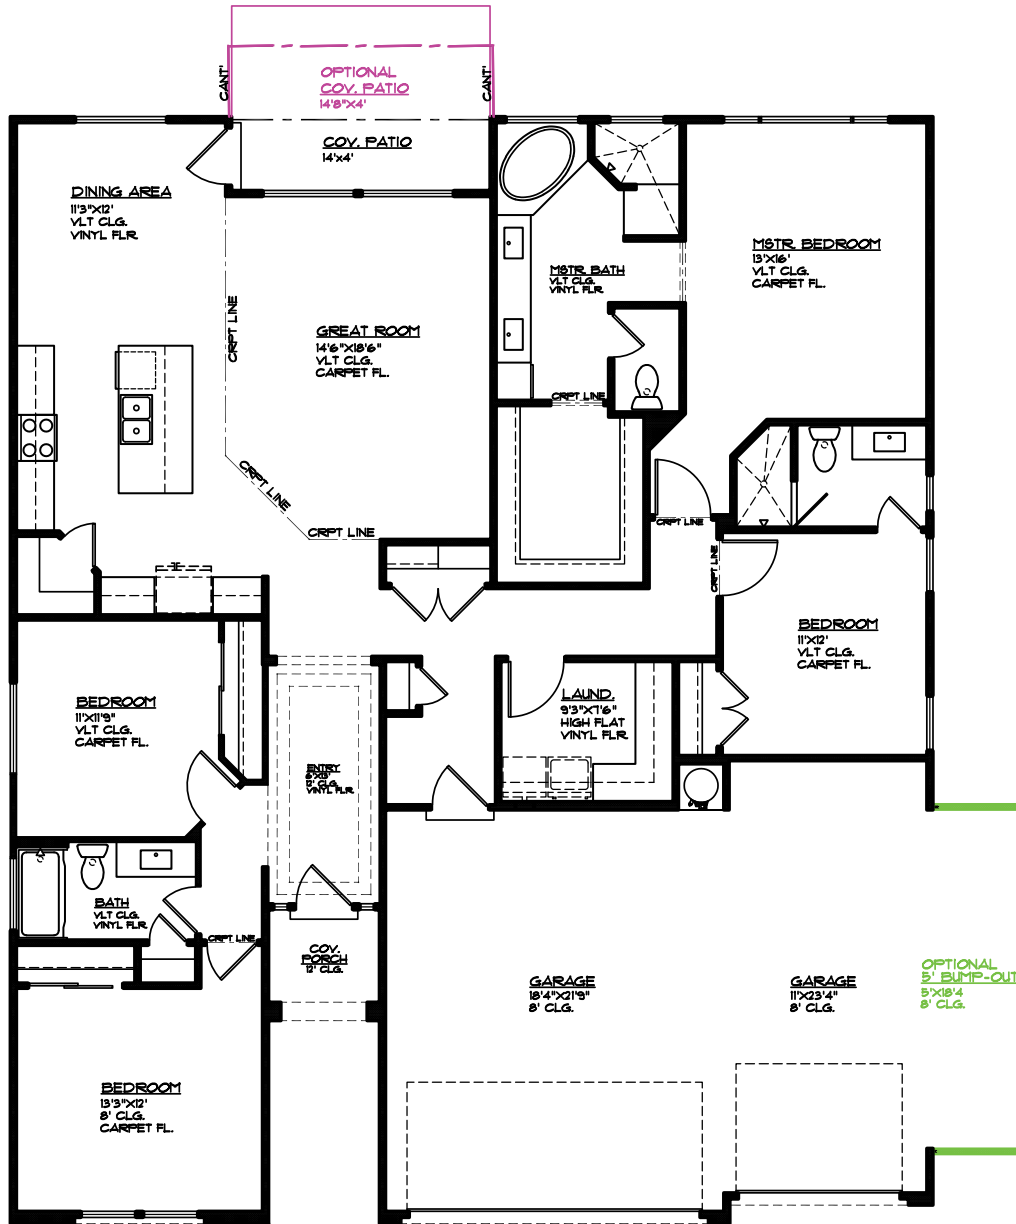 OPTIONAL
COV. PATIO
14'8"X4'
CANT'
CANT'
COV. PATIO
14'x4'
DINING AREA
11'3"X12'
VLT CLG.
VINYL FLR.
MSTR. BATH
VLT CLG.
VINYL FLR.
MSTR. BEDROOM
13'X16'
VLT CLG.
CARPET FL.
CRPT LINE
GREAT ROOM
14'6"X18'6"
VLT CLG.
CARPET FL.
CRPT LINE
CRPT LINE
CRPT LINE
CRPT LINE
CRPT LINE
BEDROOM
11'X12'
VLT CLG.
CARPET FL.
BEDROOM
11'X11'9"
VLT CLG.
CARPET FL.
LAUND.
9'3"X7'6"
HIGH FLAT
VINYL FLR.
ENTRY
12' CLG.
VINYL FLR.
BATH
VLT CLG.
VINYL FLR.
CRPT LINE
COV.
PORCH
12' CLG.
GARAGE
18'4"X21'9"
8' CLG.
GARAGE
11'X23'4"
8' CLG.
OPTIONAL
5' BUMP-OUT
5'X18'4
8' CLG.
BEDROOM
13'3"X12'
8' CLG.
CARPET FL.